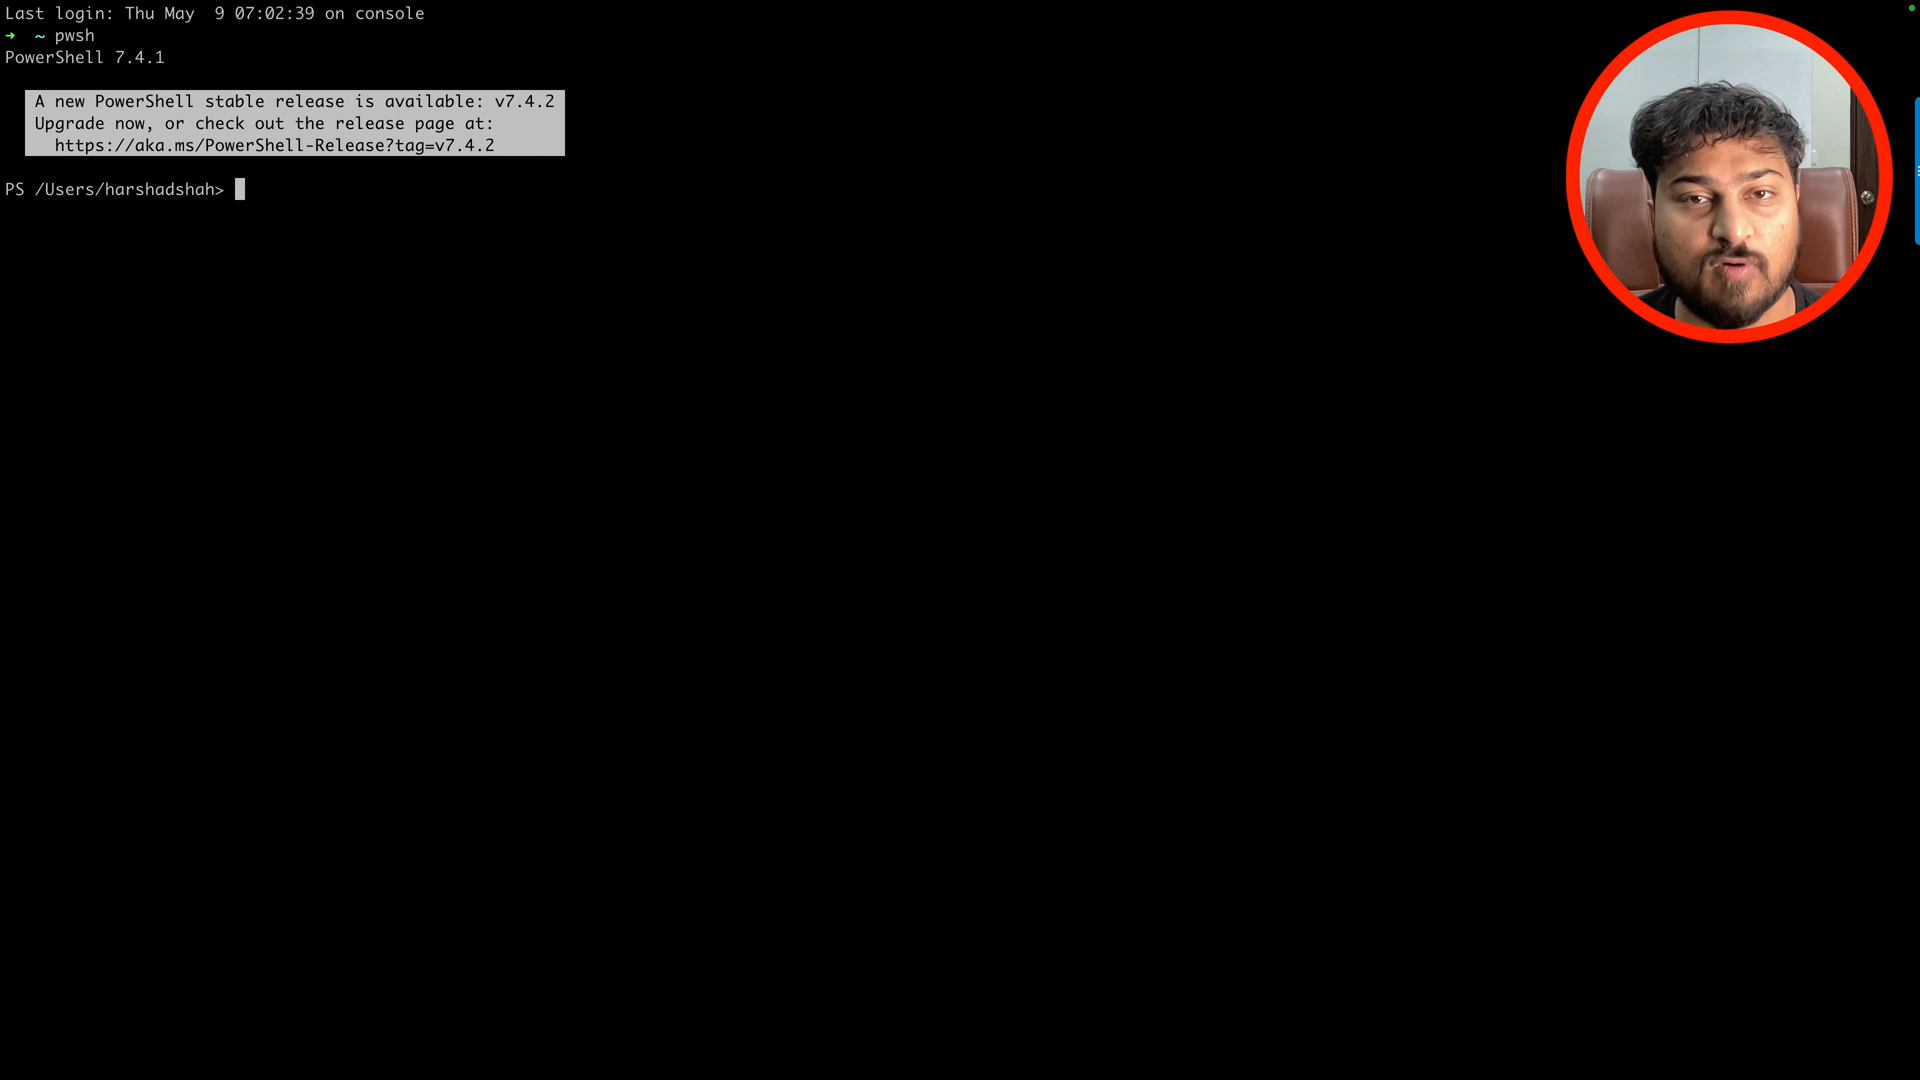 Last login: Thu May  9 07:02:39 on console
➜  ~ pwsh
PowerShell 7.4.1
A new PowerShell stable release is available: v7.4.2
Upgrade now, or check out the release page at:
https://aka.ms/PowerShell-Release?tag=v7.4.2
PS /Users/harshadshah>